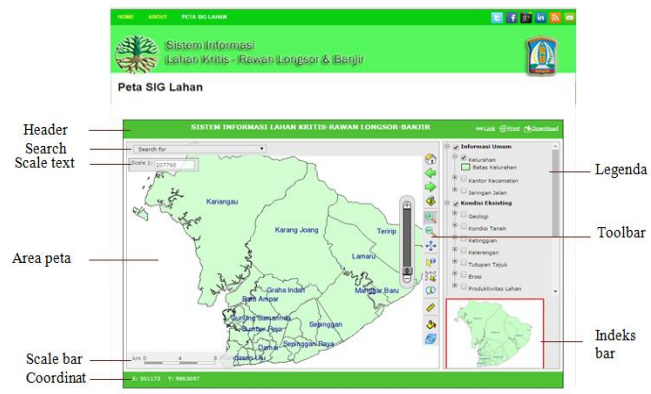 HOME ABOUT PETA SIG LAHAN
Sistem Informasi
Lahan Kritis - Rawan Longsor & Banjir
Peta SIG Lahan
Header
SISTEM INFORMASI LAHAN KRITIS-RAWAN LONGSOR-BANJIR
Link Print Download
Search
Search for
Scale text
Scale 1: 207760
Informasi Umum
Kelurahan
Batas Kelurahan
Kantor Kecamatan
Jaringan Jalan
Kondisi Eksisting
Geologi
Kondisi Tanah
Ketinggian
Kelerengan
Tutupan Tajuk
Erosi
Produktivitas Lahan
Legenda
Toolbar
Area peta
Kariangau
Karang Joang
Teritip
Lamaru
Graha Indah
Manggar Baru
Batu Ampar
Gunung Samarinda
Sumber Rejo
Sepinggan
Damai
Sepinggan Raya
Indeks
bar
Scale bar
km 0 4 8
Coordinat
X: 501173 Y: 9863697